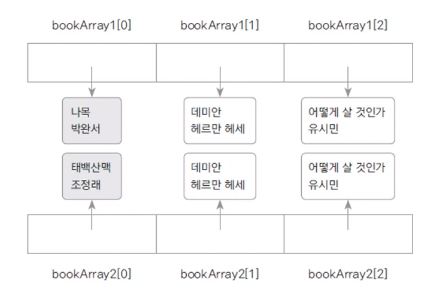 bookArray1[0] bookArray1[1] bookArray1[2]
나목
박완서
데미안
헤르만 헤세
어떻게 살 것인가
유시민
태백산맥
조정래
데미안
헤르만 헤세
어떻게 살 것인가
유시민
bookArray2[0] bookArray2[1] bookArray2[2]